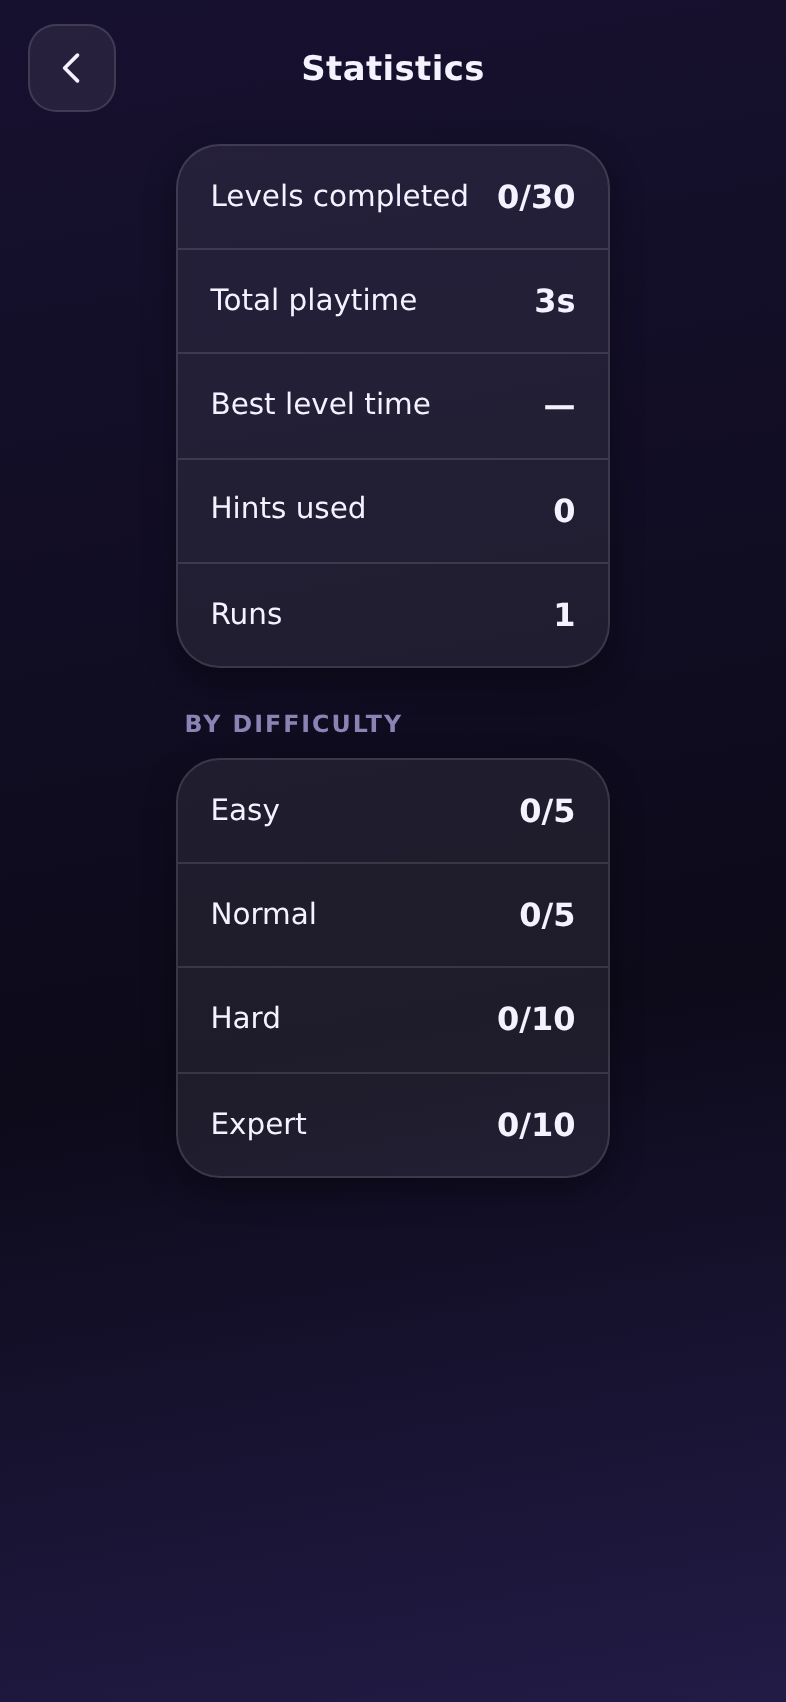 Statistics
Levels completed 0/30
Total playtime 3s
Best level time —
Hints used 0
Runs 1
BY DIFFICULTY
Easy 0/5
Normal 0/5
Hard 0/10
Expert 0/10